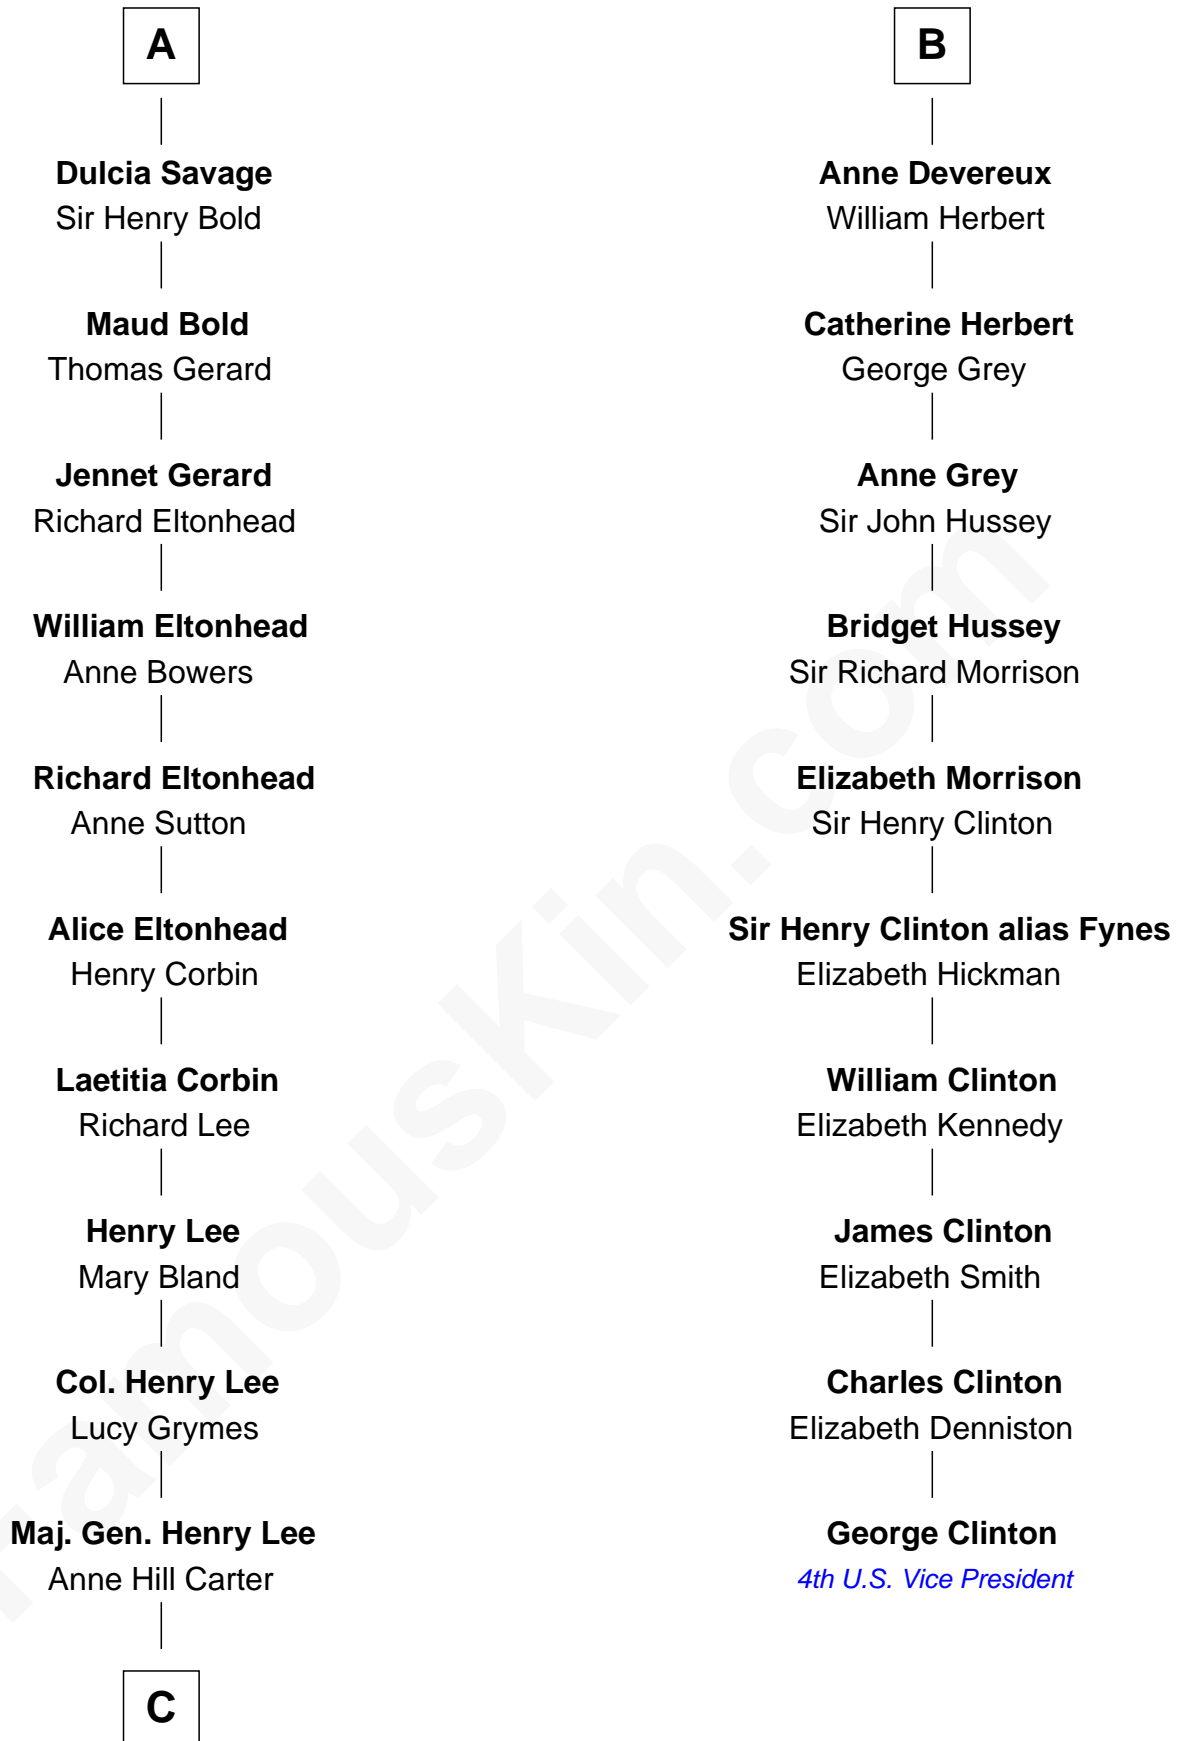 A
Dulcia Savage
Sir Henry Bold
Maud Bold
Thomas Gerard
Jennet Gerard
Richard Eltonhead
William Eltonhead
Anne Bowers
Richard Eltonhead
Anne Sutton
Alice Eltonhead
Henry Corbin
Laetitia Corbin
Richard Lee
Henry Lee
Mary Bland
Col. Henry Lee
Lucy Grymes
Maj. Gen. Henry Lee
Anne Hill Carter
C
B
Anne Devereux
William Herbert
Catherine Herbert
George Grey
Anne Grey
Sir John Hussey
Bridget Hussey
Sir Richard Morrison
Elizabeth Morrison
Sir Henry Clinton
Sir Henry Clinton alias Fynes
Elizabeth Hickman
William Clinton
Elizabeth Kennedy
James Clinton
Elizabeth Smith
Charles Clinton
Elizabeth Denniston
George Clinton
4th U.S. Vice President
FamousKin.com